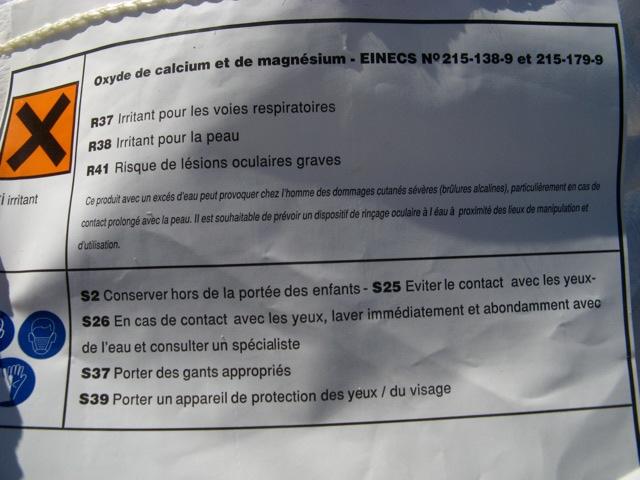 Oxyde de calcium et de magnésium - EINECS Nº 215-138-9 et 215-179-9
R37 Irritant pour les voies respiratoires
R38 Irritant pour la peau
R41 Risque de lésions oculaires graves
i irritant
Ce produit avec un excés d'eau peut provoquer chez l'homme des dommages cutanés sévères (brûlures alcalines), particulièrement en cas de
contact prolongé avec la peau. Il est souhaitable de prévoir un dispositif de rinçage oculaire à l éau à proximité des lieux de manipulation et
d'utilisation.
S2 Conserver hors de la portée des enfants - S25 Eviter le contact avec les yeux-
S26 En cas de contact avec les yeux, laver immédiatement et abondamment avec
de l'eau et consulter un spécialiste
S37 Porter des gants appropriés
S39 Porter un appareil de protection des yeux / du visage